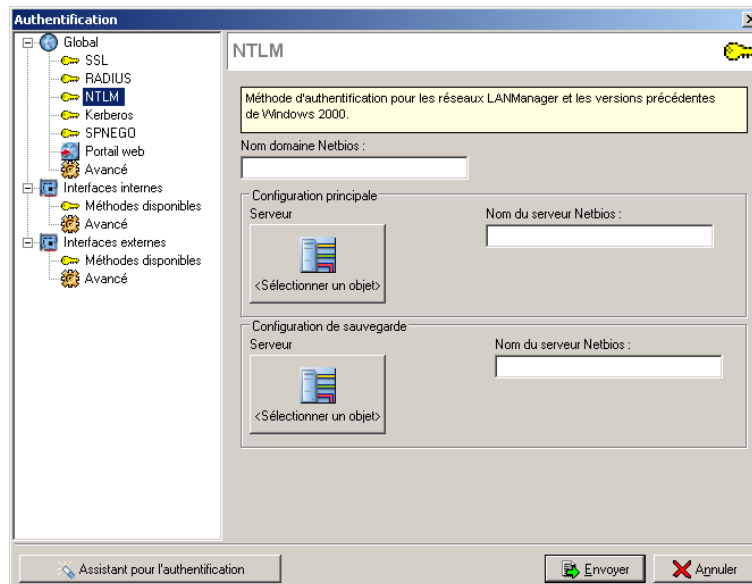 Authentification
Global
SSL
RADIUS
NTLM
Kerberos
SPNEGO
Portail web
Avancé
Interfaces internes
Méthodes disponibles
Avancé
Interfaces externes
Méthodes disponibles
Avancé
NTLM
Méthode d'authentification pour les réseaux LANManager et les versions précédentes
de Windows 2000.
Nom domaine Netbios :
Configuration principale
Serveur
Nom du serveur Netbios :
<Sélectionner un objet>
Configuration de sauvegarde
Serveur
Nom du serveur Netbios :
<Sélectionner un objet>
Assistant pour l'authentification
Envoyer
Annuler